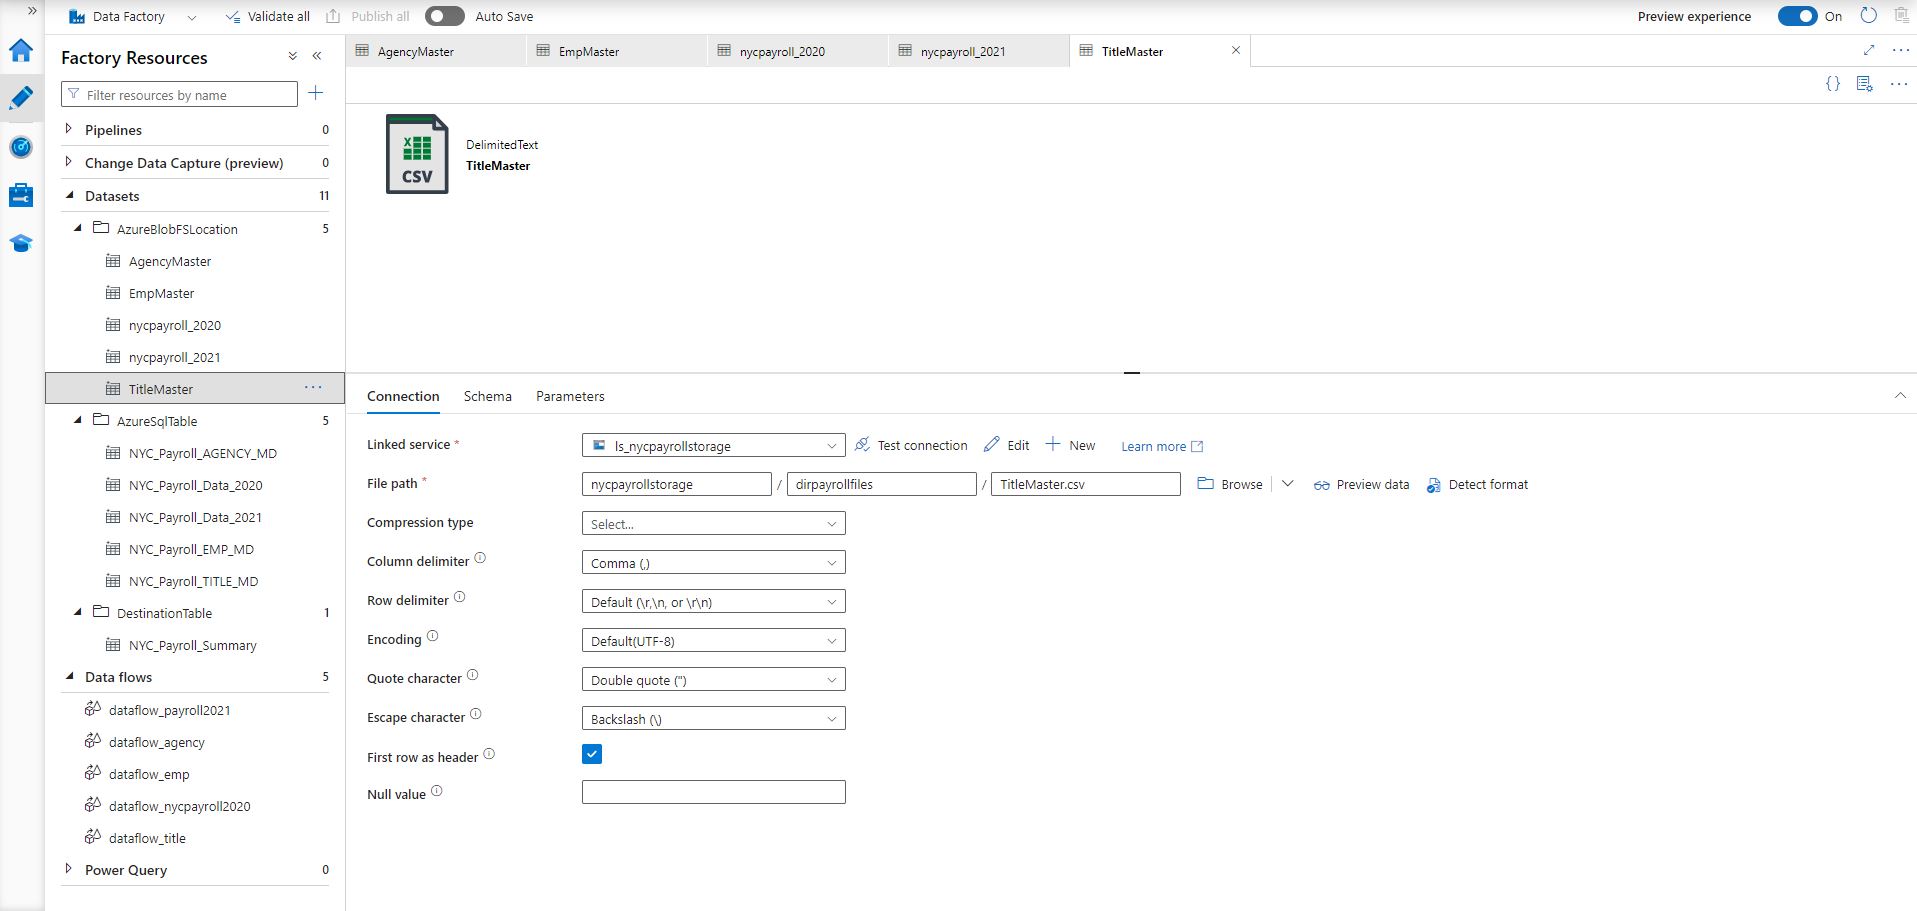 Data Factory
Validate all
Publish all
Auto Save
Preview experience
On
Factory Resources
Filter resources by name
Pipelines 0
Change Data Capture (preview) 0
Datasets 11
AzureBlobFSLocation 5
AgencyMaster
EmpMaster
nycpayroll_2020
nycpayroll_2021
TitleMaster
AzureSqlTable 5
NYC_Payroll_AGENCY_MD
NYC_Payroll_Data_2020
NYC_Payroll_Data_2021
NYC_Payroll_EMP_MD
NYC_Payroll_TITLE_MD
DestinationTable 1
NYC_Payroll_Summary
Data flows 5
dataflow_payroll2021
dataflow_agency
dataflow_emp
dataflow_nycpayroll2020
dataflow_title
Power Query 0
AgencyMaster
EmpMaster
nycpayroll_2020
nycpayroll_2021
TitleMaster
{}
X
CSV
DelimitedText
TitleMaster
Connection Schema Parameters
Linked service * ls_nycpayrollstorage Test connection Edit New Learn more
File path * nycpayrollstorage / dirpayrollfiles / TitleMaster.csv Browse Preview data Detect format
Compression type Select...
Column delimiter Comma (,)
Row delimiter Default (\r,\n, or \r\n)
Encoding Default(UTF-8)
Quote character Double quote (")
Escape character Backslash (\)
First row as header
Null value